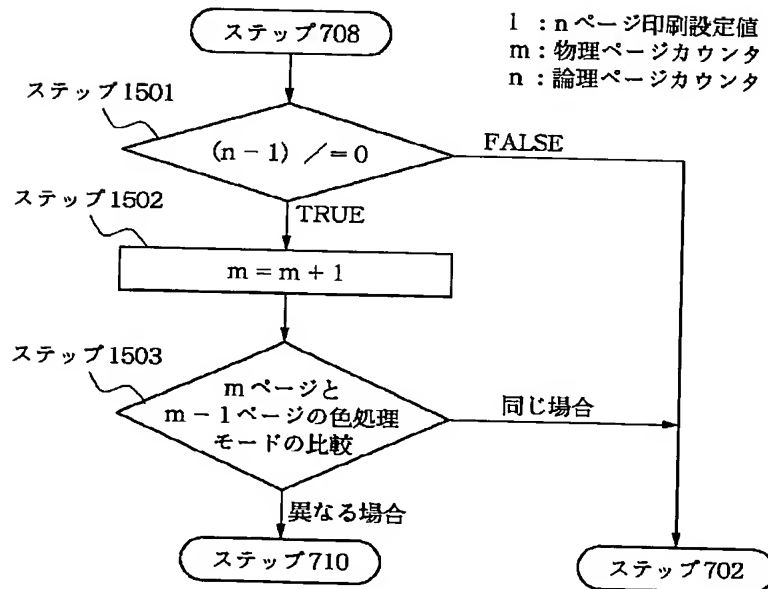 ステップ708
l：nページ印刷設定値
m：物理ページカウンタ
n：論理ページカウンタ
ステップ1501
(n－1) ／=0
FALSE
TRUE
ステップ1502
m = m + 1
ステップ1503
mページと
m－1ページの色処理
モードの比較
同じ場合
異なる場合
ステップ710
ステップ702